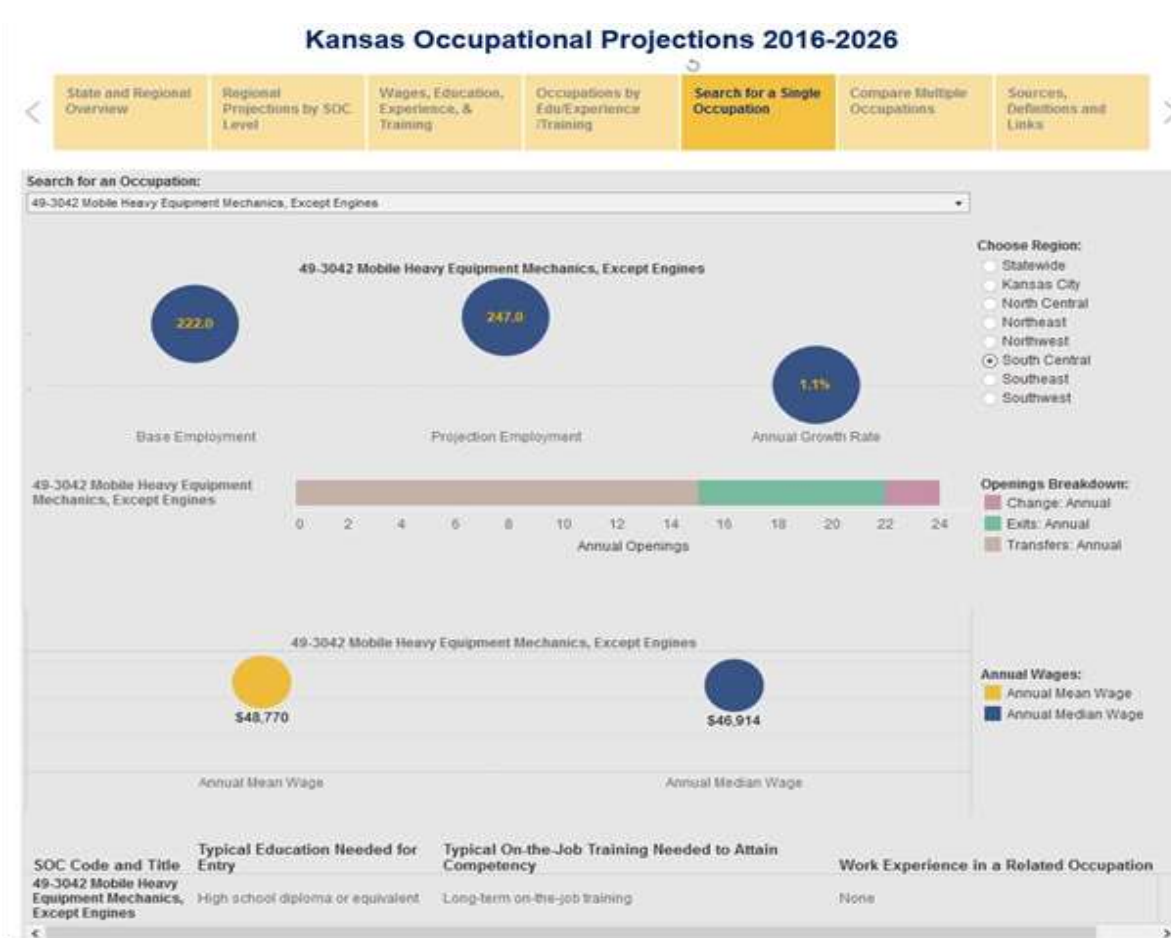 Kansas Occupational Projections 2016-2026
State and Regional
Overview
Regional
Projections by SOC
Level
Wages, Education,
Experience, &
Training
Occupations by
Edu/Experience
/Training
Search for a Single
Occupation
Compare Multiple
Occupations
Sources,
Definitions and
Links
Search for an Occupation:
49-3042 Mobile Heavy Equipment Mechanics, Except Engines
49-3042 Mobile Heavy Equipment Mechanics, Except Engines
222.0
247.0
1.1%
Base Employment
Projection Employment
Annual Growth Rate
Choose Region:
Statewide
Kansas City
North Central
Northeast
Northwest
South Central
Southeast
Southwest
49-3042 Mobile Heavy Equipment
Mechanics, Except Engines
0 2 4 6 8 10 12 14 16 18 20 22 24
Annual Openings
Openings Breakdown:
Change: Annual
Exits: Annual
Transfers: Annual
49-3042 Mobile Heavy Equipment Mechanics, Except Engines
$48,770
$46,914
Annual Mean Wage
Annual Median Wage
Annual Wages:
Annual Mean Wage
Annual Median Wage
SOC Code and Title
Typical Education Needed for
Entry
Typical On-the-Job Training Needed to Attain
Competency
Work Experience in a Related Occupation
49-3042 Mobile Heavy
Equipment Mechanics,
Except Engines
High school diploma or equivalent
Long-term on-the-job training
None